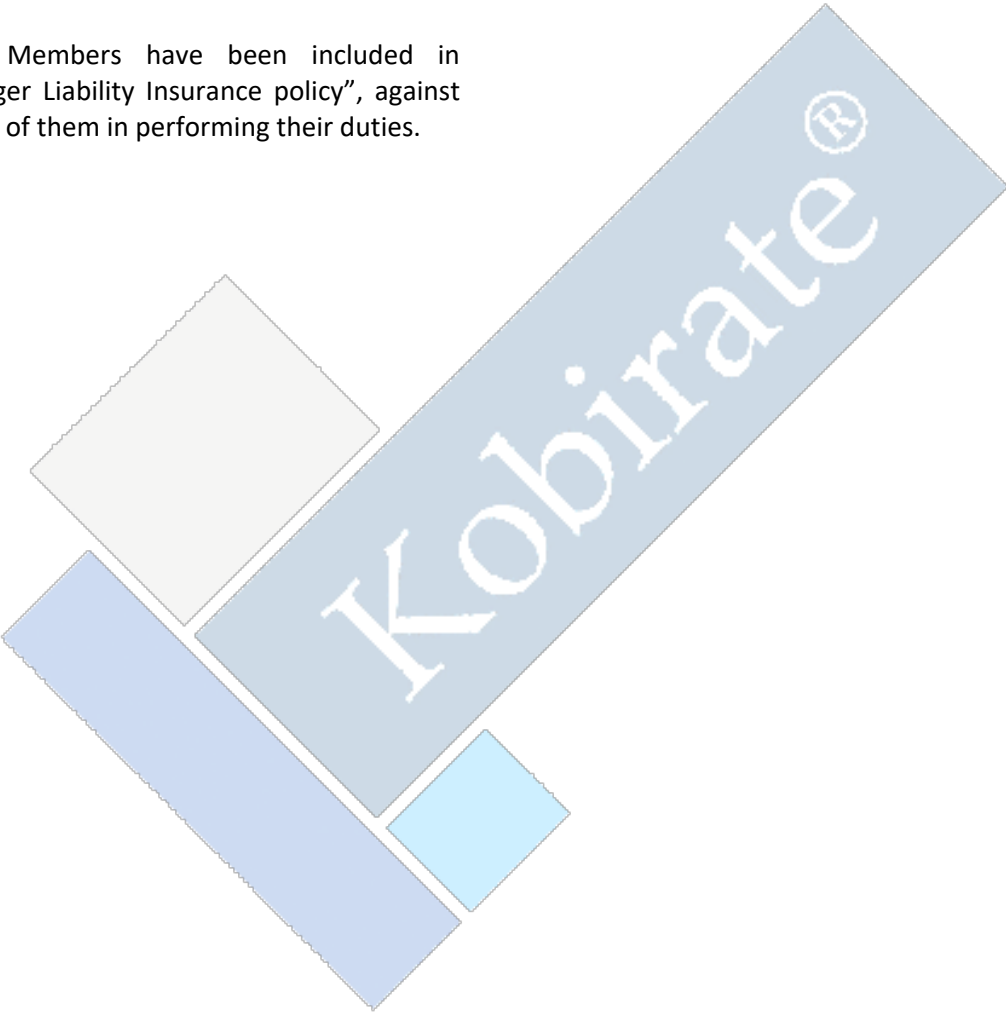 Members have been included in
ger Liability Insurance policy”, against
of them in performing their duties.
Kobirate®